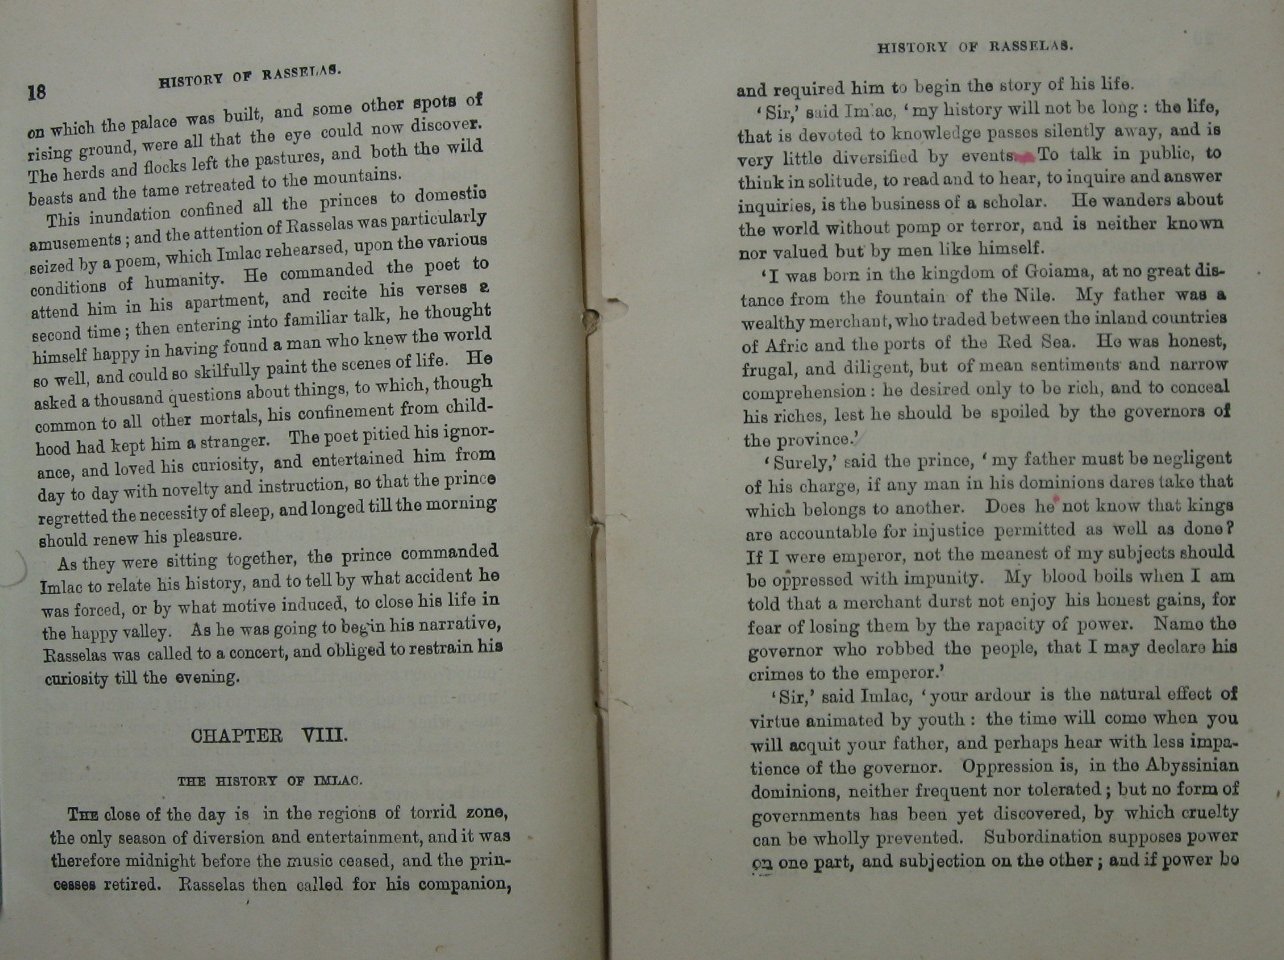 18
HISTORY OF RASSELAS.
on which the palace was built, and some other spots of
rising ground, were all that the eye could now discover.
The herds and flocks left the pastures, and both the wild
beasts and the tame retreated to the mountains.
This inundation confined all the princes to domestic
amusements; and the attention of Rasselas was particularly
seized by a poem, which Imlac rehearsed, upon the various
conditions of humanity. He commanded the poet to
attend him in his apartment, and recite his verses a
second time; then entering into familiar talk, he thought
himself happy in having found a man who knew the world
so well, and could so skilfully paint the scenes of life. He
asked a thousand questions about things, to which, though
common to all other mortals, his confinement from child-
hood had kept him a stranger. The poet pitied his ignor-
ance, and loved his curiosity, and entertained him from
day to day with novelty and instruction, so that the prince
regretted the necessity of sleep, and longed till the morning
should renew his pleasure.
As they were sitting together, the prince commanded
Imlac to relate his history, and to tell by what accident he
was forced, or by what motive induced, to close his life in
the happy valley. As he was going to begin his narrative,
Rasselas was called to a concert, and obliged to restrain his
curiosity till the evening.
CHAPTER VIII.
THE HISTORY OF IMLAC.
THE close of the day is in the regions of torrid zone,
the only season of diversion and entertainment, and it was
therefore midnight before the music ceased, and the prin-
cesses retired. Rasselas then called for his companion,
HISTORY OF RASSELAS.
and required him to begin the story of his life.
'Sir,' said Imlac, 'my history will not be long: the life,
that is devoted to knowledge passes silently away, and is
very little diversified by events. To talk in public, to
think in solitude, to read and to hear, to inquire and answer
inquiries, is the business of a scholar. He wanders about
the world without pomp or terror, and is neither known
nor valued but by men like himself.
'I was born in the kingdom of Goiama, at no great dis-
tance from the fountain of the Nile. My father was a
wealthy merchant, who traded between the inland countries
of Afric and the ports of the Red Sea. He was honest,
frugal, and diligent, but of mean sentiments and narrow
comprehension: he desired only to be rich, and to conceal
his riches, lest he should be spoiled by the governors of
the province.'
'Surely,' said the prince, 'my father must be negligent
of his charge, if any man in his dominions dares take that
which belongs to another. Does he not know that kings
are accountable for injustice permitted as well as done?
If I were emperor, not the meanest of my subjects should
be oppressed with impunity. My blood boils when I am
told that a merchant durst not enjoy his honest gains, for
fear of losing them by the rapacity of power. Name the
governor who robbed the people, that I may declare his
crimes to the emperor.'
'Sir,' said Imlac, 'your ardour is the natural effect of
virtue animated by youth: the time will come when you
will acquit your father, and perhaps hear with less impa-
tience of the governor. Oppression is, in the Abyssinian
dominions, neither frequent nor tolerated; but no form of
governments has been yet discovered, by which cruelty
can be wholly prevented. Subordination supposes power
on one part, and subjection on the other; and if power be